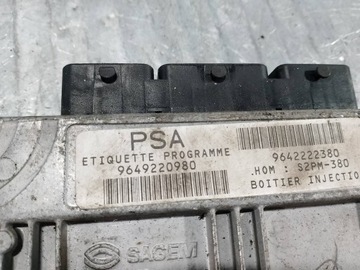 PSA
ETIQUETTE PROGRAMME
9649220980
9642222380
.HOM : S2PM-380
BOITIER INJECTIO
SAGEM